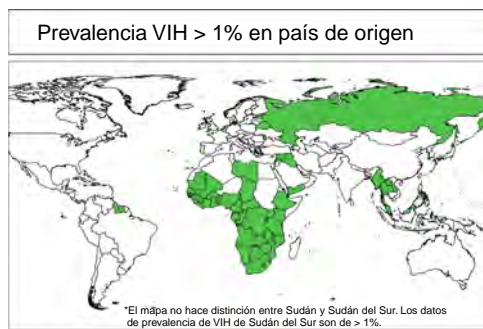 Prevalencia VIH > 1% en país de origen
*El mapa no hace distinción entre Sudán y Sudán del Sur. Los datos
de prevalencia de VIH de Sudán del Sur son de > 1%.